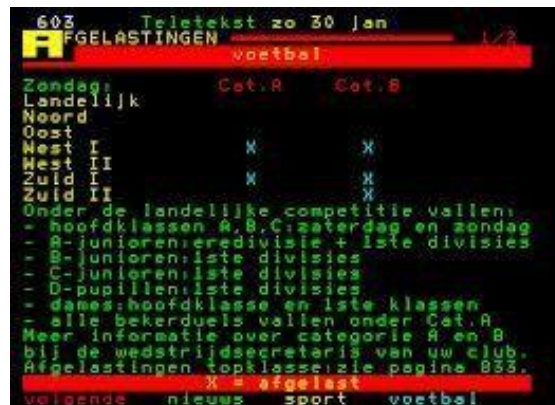 603 Teletekst zo 30 jan
AFGELASTINGEN 1/2
voetbal
Zondag: Cat.A Cat.B
Landelijk
Noord
Oost
West I X X
West II
Zuid I X X
Zuid II X
Onder de landelijke competitie vallen:
- hoofdklassen A,B,C:zaterdag en zondag
- A-junioren:eredivisie + 1ste divisies
- B-junioren:1ste divisies
- C-junioren:1ste divisies
- D-pupillen:1ste divisies
- dames:hoofdklasse en 1ste klassen
- alle bekerduels vallen onder Cat.A
Meer informatie over categorie A en B
bij de wedstrijdsecretaris van uw club.
Afgelastingen topklasse:zie pagina 833.
X = afgelast
volgende nieuws sport voetbal